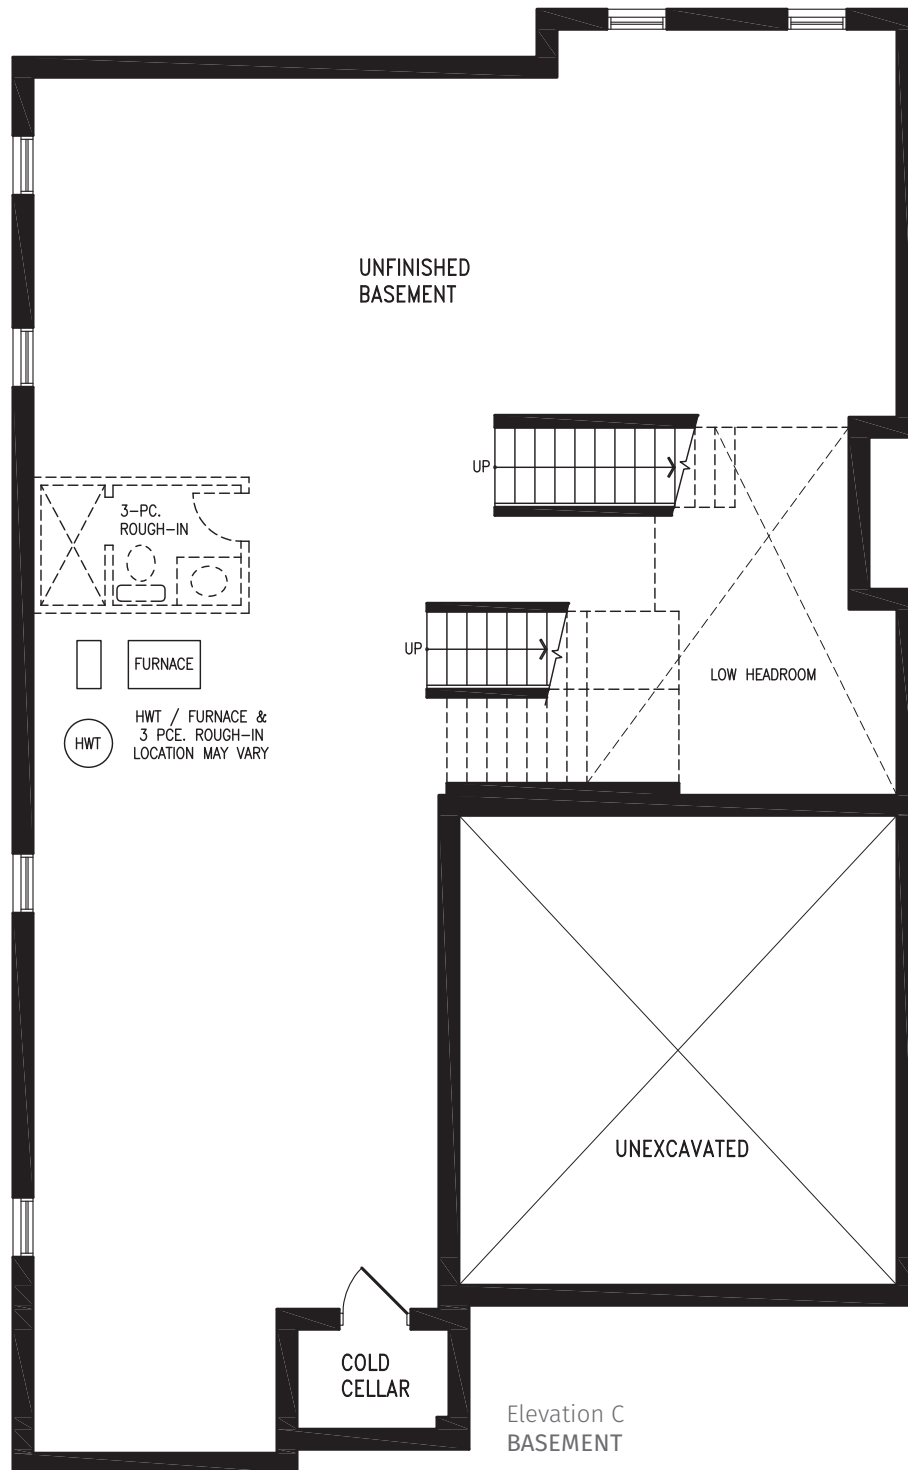 UNFINISHED
BASEMENT
UP
3-PC.
ROUGH-IN
UP
FURNACE
LOW HEADROOM
HWT / FURNACE &
3 PCE. ROUGH-IN
LOCATION MAY VARY
HWT
UNEXCAVATED
COLD
CELLAR
Elevation C
BASEMENT